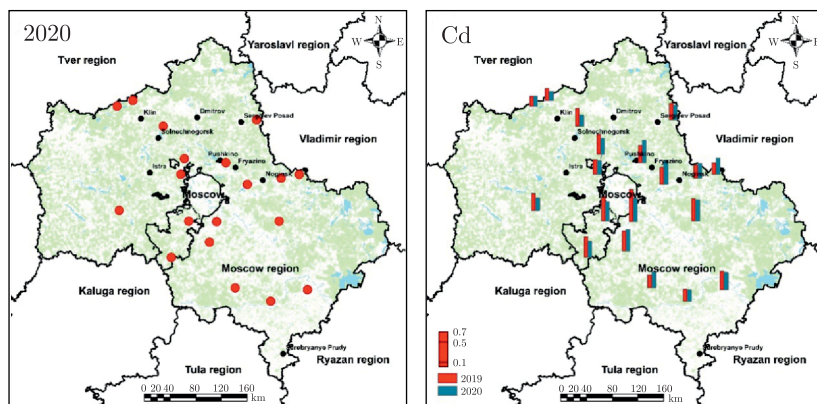 2020
Tver region
Yaroslavl region
N
W E
S
Klin
Dmitrov
Sergiev Posad
Solnechnogorsk
Vladimir region
Pushkino
Fryazino
Istra
Noginsk
Moscow
Moscow region
Kaluga region
Serebryanye Prudy
Tula region
Ryazan region
0 20 40 80 120 160
km
Cd
Tver region
Yaroslavl region
N
W E
S
Klin
Dmitrov
Sergiev Posad
Solnechnogorsk
Vladimir region
Pushkino
Fryazino
Istra
Noginsk
Moscow
Moscow region
Kaluga region
0.7
0.5
0.1
2019
2020
Serebryanye Prudy
Tula region
Ryazan region
0 20 40 80 120 160
km